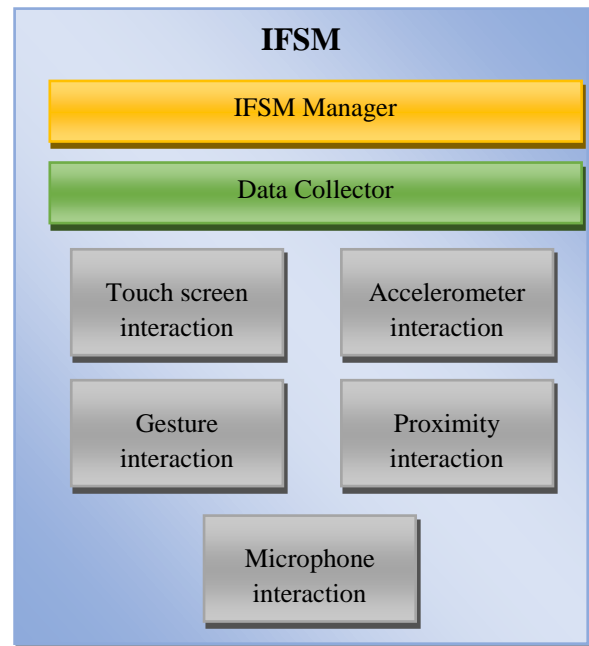 IFSM
IFSM Manager
Data Collector
Touch screen
interaction
Accelerometer
interaction
Gesture
interaction
Proximity
interaction
Microphone
interaction